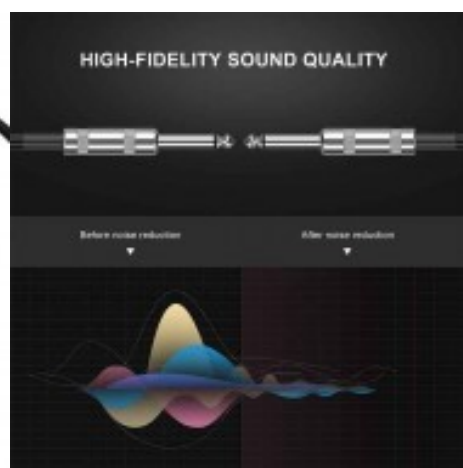 HIGH-FIDELITY SOUND QUALITY
Before noise reduction
After noise reduction